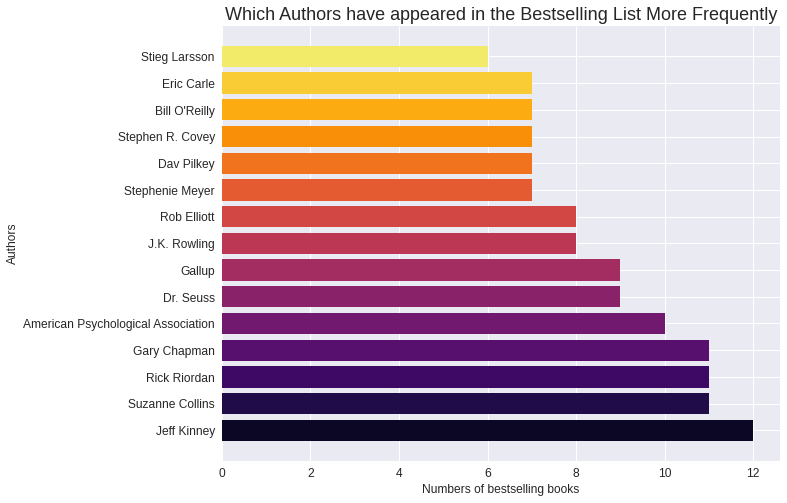 Which Authors have appeared in the Bestselling List More Frequently
Stieg Larsson
Eric Carle
Bill O'Reilly
Stephen R. Covey
Dav Pilkey
Stephenie Meyer
Rob Elliott
J.K. Rowling
Gallup
Dr. Seuss
American Psychological Association
Gary Chapman
Rick Riordan
Suzanne Collins
Jeff Kinney
Authors
0 2 4 6 8 10 12
Numbers of bestselling books